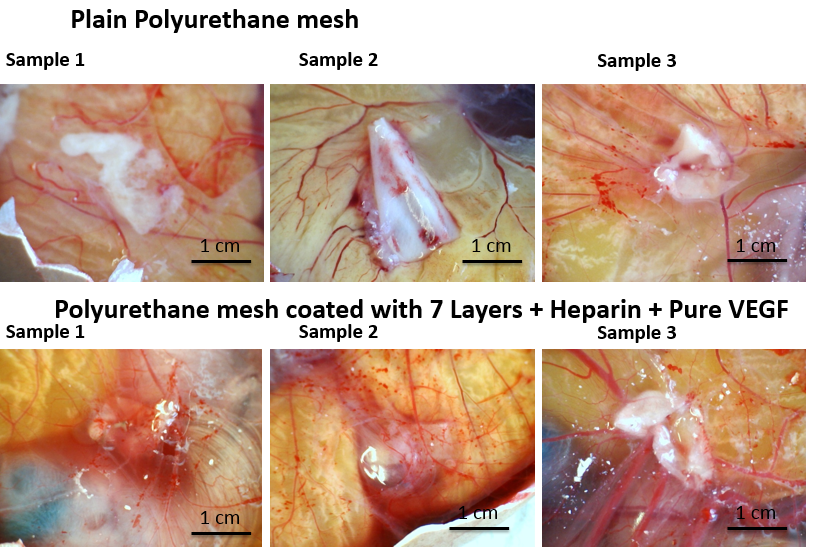 Plain Polyurethane mesh
Sample 1
Sample 2
Sample 3
1 cm
1 cm
1 cm
Polyurethane mesh coated with 7 Layers + Heparin + Pure VEGF
Sample 1
Sample 2
Sample 3
1 cm
1 cm
1 cm